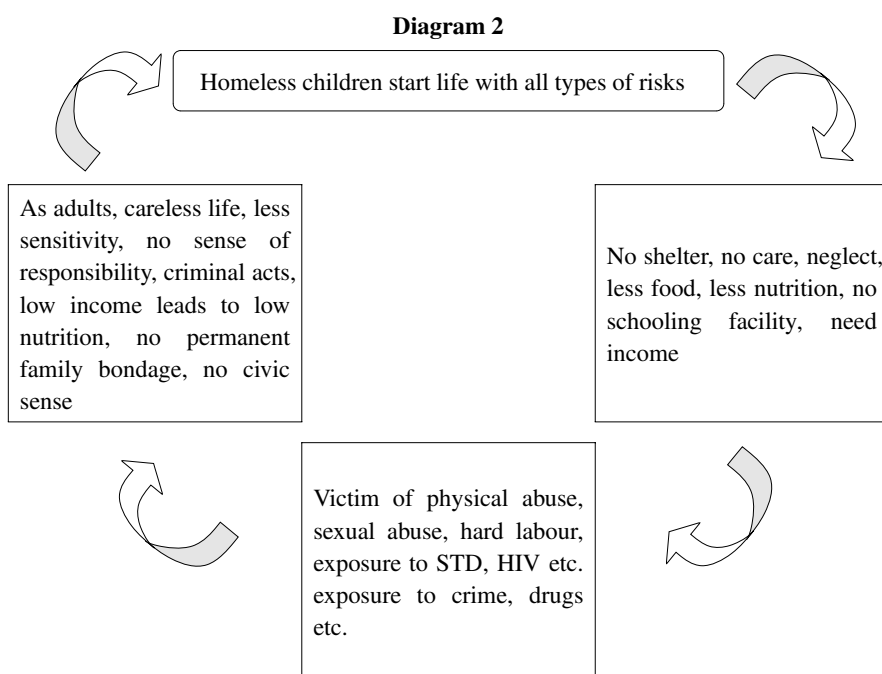 Diagram 2
Homeless children start life with all types of risks
As adults, careless life, less
sensitivity, no sense of
responsibility, criminal acts,
low income leads to low
nutrition, no permanent
family bondage, no civic
sense
No shelter, no care, neglect,
less food, less nutrition, no
schooling facility, need
income
Victim of physical abuse,
sexual abuse, hard labour,
exposure to STD, HIV etc.
exposure to crime, drugs
etc.